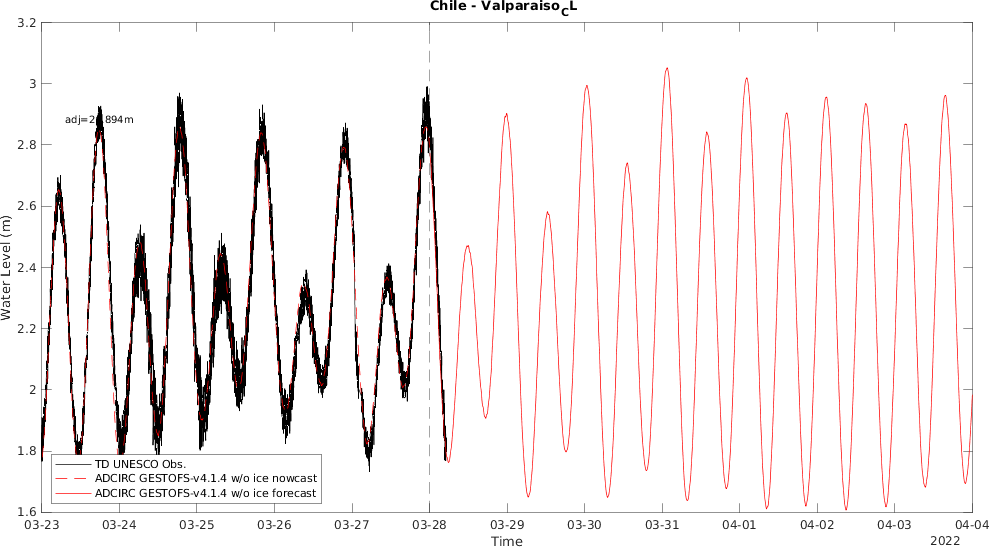 Chile - Valparaiso_CL
3.2
3
2.8
2.6
2.4
2.2
2
1.8
1.6
Water Level (m)
adj=2.894m
TD UNESCO Obs.
ADCIRC GESTOFS-v4.1.4 w/o ice nowcast
ADCIRC GESTOFS-v4.1.4 w/o ice forecast
03-23 03-24 03-25 03-26 03-27 03-28 03-29 03-30 03-31 04-01 04-02 04-03 04-04
Time
2022